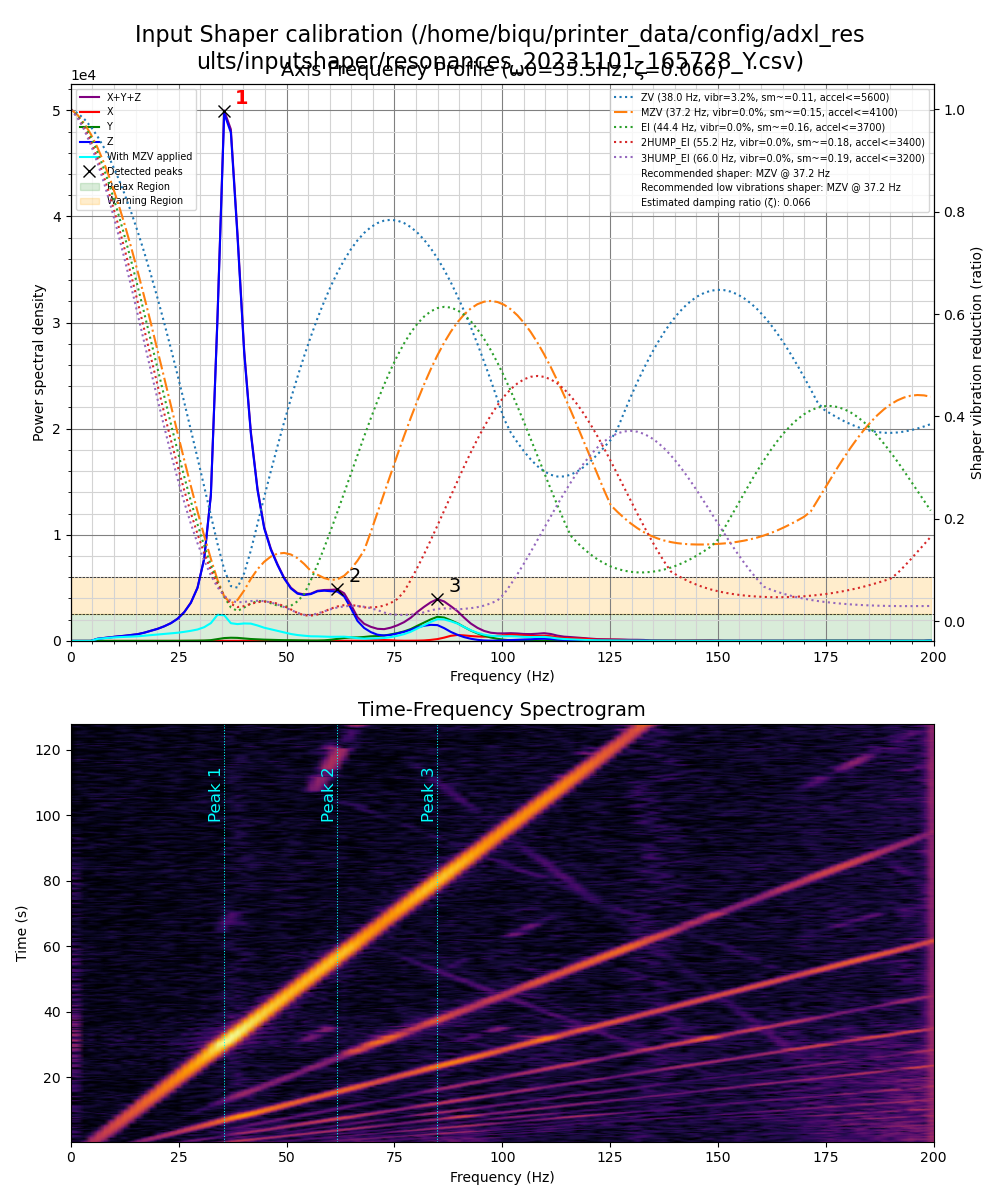 Input Shaper calibration (/home/biqu/printer_data/config/adxl_res
ults/inputshaper/resonances_20231101_165728_Y.csv)
Axis Frequency Profile (ω0=35.5Hz, ζ=0.066)
1e4
X+Y+Z
X
Y
Z
With MZV applied
Detected peaks
Relax Region
Warning Region
ZV (38.0 Hz, vibr=3.2%, sm~=0.11, accel<=5600)
MZV (37.2 Hz, vibr=0.0%, sm~=0.15, accel<=4100)
EI (44.4 Hz, vibr=0.0%, sm~=0.16, accel<=3700)
2HUMP_EI (55.2 Hz, vibr=0.0%, sm~=0.18, accel<=3400)
3HUMP_EI (66.0 Hz, vibr=0.0%, sm~=0.19, accel<=3200)
Recommended shaper: MZV @ 37.2 Hz
Recommended low vibrations shaper: MZV @ 37.2 Hz
Estimated damping ratio (ζ): 0.066
1
2
3
Power spectral density
5
4
3
2
1
0
Shaper vibration reduction (ratio)
1.0
0.8
0.6
0.4
0.2
0.0
0 25 50 75 100 125 150 175 200
Frequency (Hz)
Time-Frequency Spectrogram
Peak 1
Peak 2
Peak 3
Time (s)
120
100
80
60
40
20
0 25 50 75 100 125 150 175 200
Frequency (Hz)